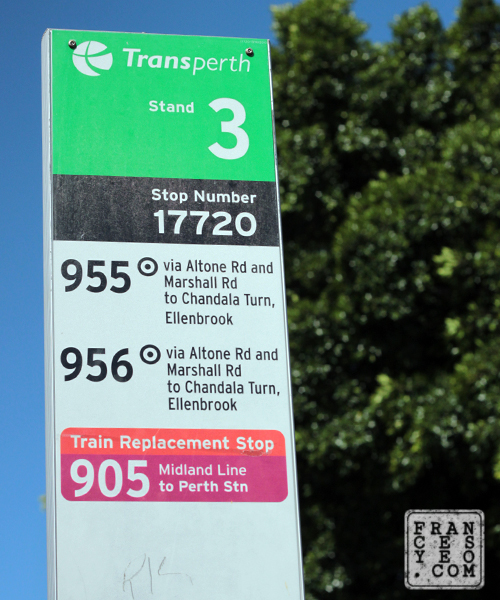 Transperth
Stand
3
Stop Number
17720
955 via Altone Rd and
Marshall Rd
to Chandala Turn,
Ellenbrook
956 via Altone Rd and
Marshall Rd
to Chandala Turn,
Ellenbrook
Train Replacement Stop
905 Midland Line
to Perth Stn
FRAN
CEYESO
.COM